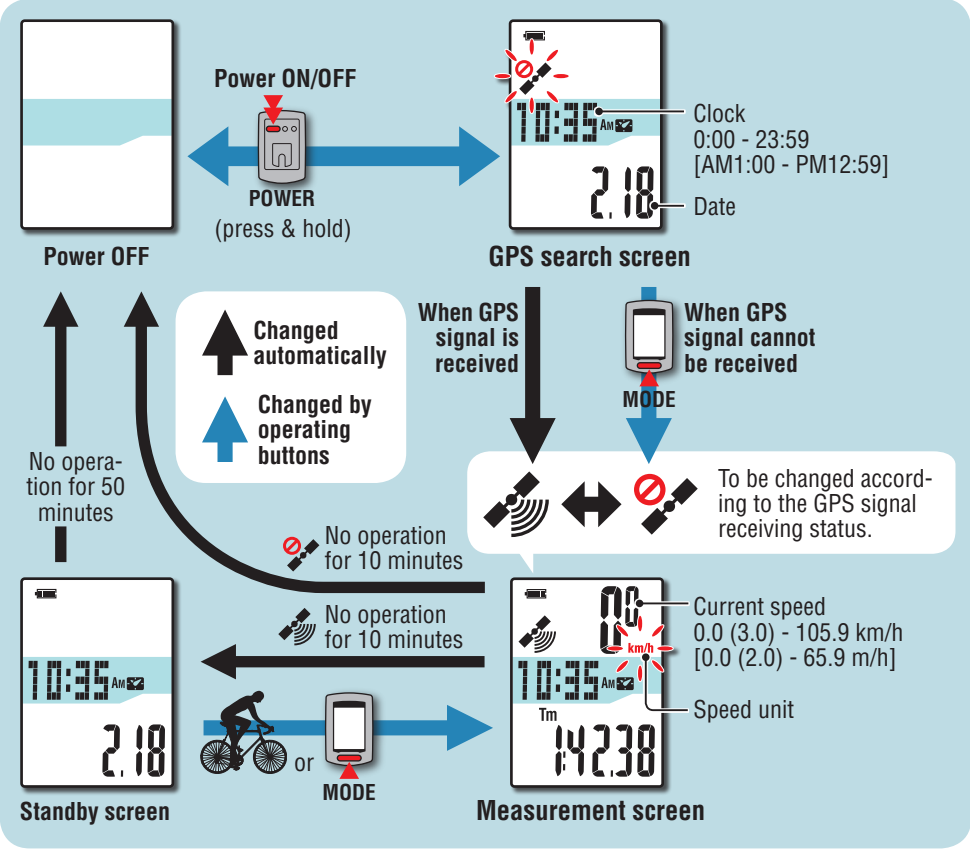 Power ON/OFF
POWER
(press & hold)
Power OFF
10:35 AM
2.18
Clock
0:00 - 23:59
[AM1:00 - PM12:59]
Date
GPS search screen
When GPS
signal is
received
When GPS
signal cannot
be received
MODE
Changed
automatically
Changed by
operating
buttons
To be changed accord-
ing to the GPS signal
receiving status.
No opera-
tion for 50
minutes
No operation
for 10 minutes
No operation
for 10 minutes
10:35 AM
2.18
Standby screen
or
MODE
0.0
km/h
10:35 AM
Tm
1:42.38
Current speed
0.0 (3.0) - 105.9 km/h
[0.0 (2.0) - 65.9 m/h]
Speed unit
Measurement screen